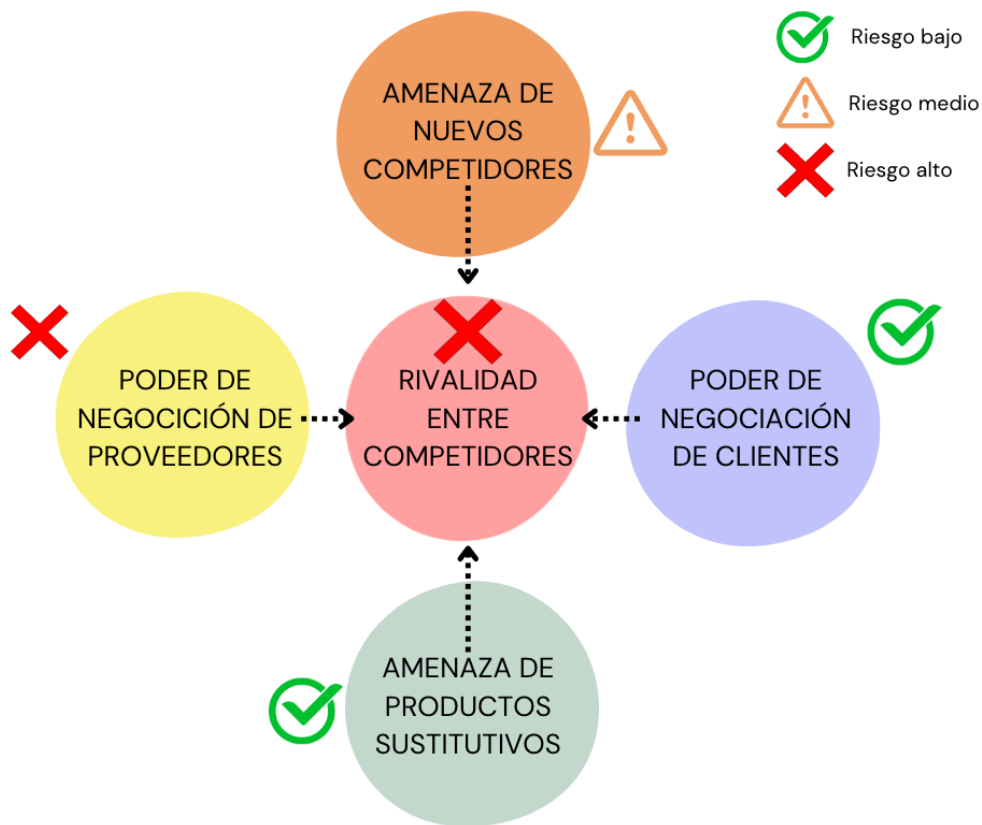 AMENAZA DE
NUEVOS
COMPETIDORES
Riesgo bajo
Riesgo medio
Riesgo alto
PODER DE
NEGOCICIÓN DE
PROVEEDORES
RIVALIDAD
ENTRE
COMPETIDORES
PODER DE
NEGOCIACIÓN
DE CLIENTES
AMENAZA DE
PRODUCTOS
SUSTITUTIVOS